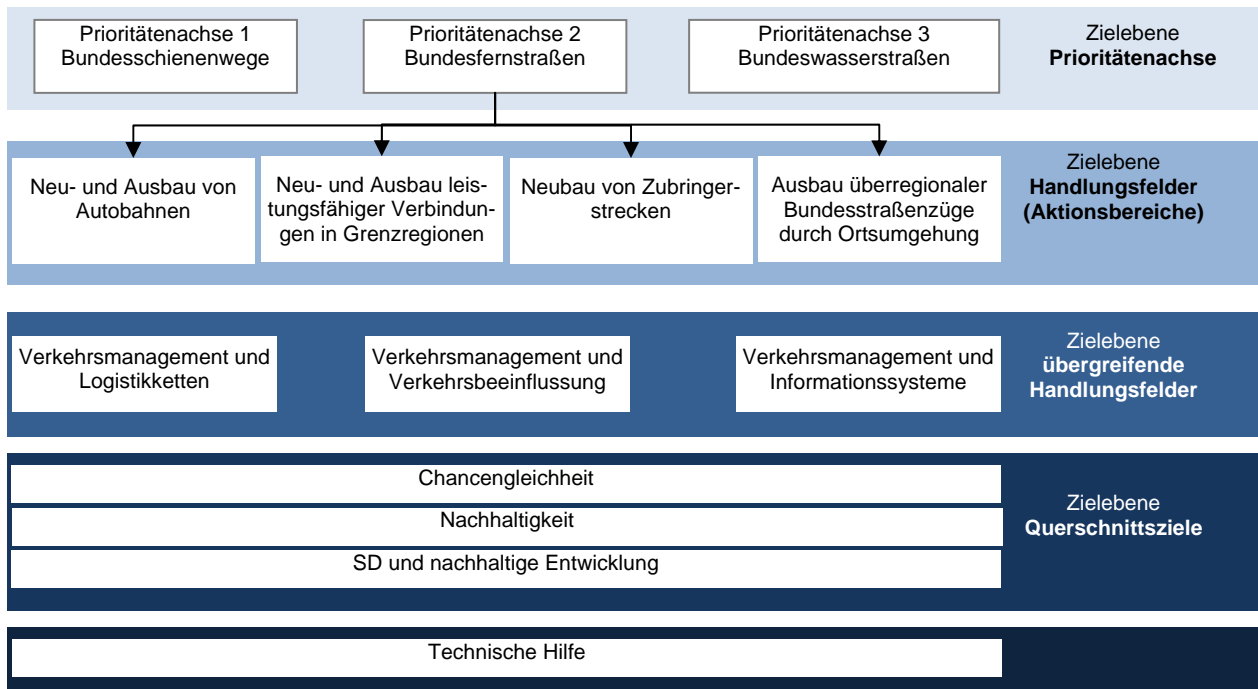 Prioritätenachse 1
Bundesschienenwege
Prioritätenachse 2
Bundesfernstraßen
Prioritätenachse 3
Bundeswasserstraßen
Zielebene
Prioritätenachse
Neu- und Ausbau von
Autobahnen
Neu- und Ausbau leis-
tungsfähiger Verbindun-
gen in Grenzregionen
Neubau von Zubringer-
strecken
Ausbau überregionaler
Bundesstraßenzüge
durch Ortsumgehung
Zielebene
Handlungsfelder
(Aktionsbereiche)
Verkehrsmanagement und
Logistikketten
Verkehrsmanagement und
Verkehrsbeeinflussung
Verkehrsmanagement und
Informationssysteme
Zielebene
übergreifende
Handlungsfelder
Chancengleichheit
Nachhaltigkeit
SD und nachhaltige Entwicklung
Zielebene
Querschnittsziele
Technische Hilfe